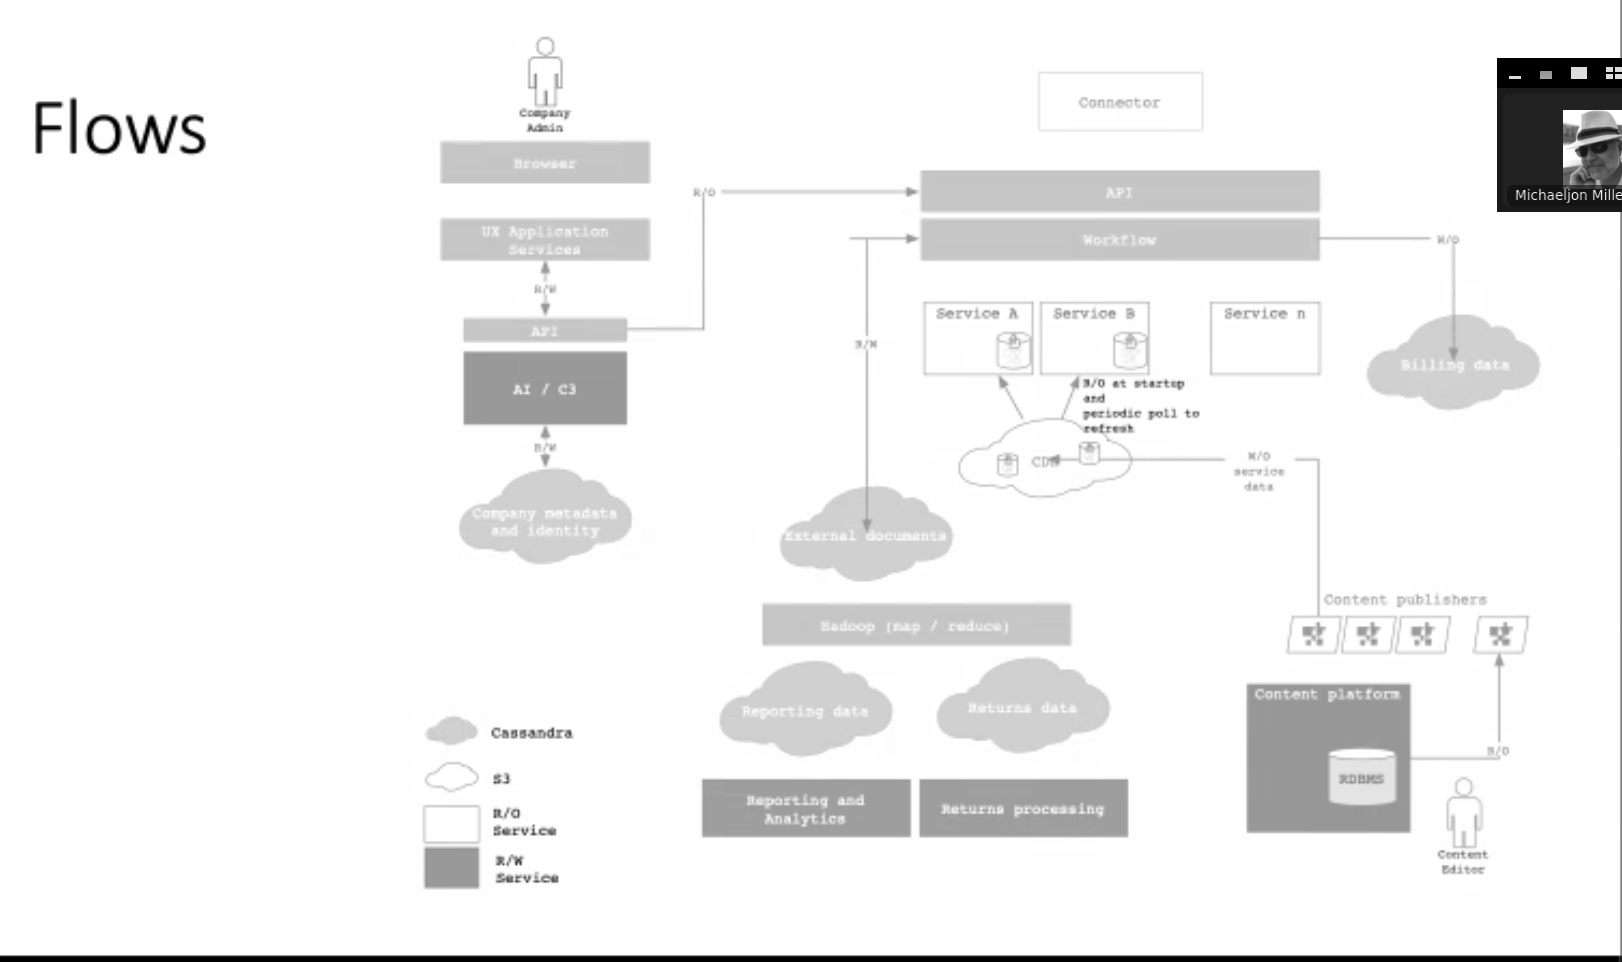 Flows
Company
Admin
Browser
UX Application
Services
R/W
API
AI / C3
R/W
Company metadata
and identity
R/O
Connector
API
Workflow
R/W
W/O
Service A
Service B
Service n
R/O at startup
and
periodic poll to
refresh
Billing data
W/O
service
data
External documents
Hadoop (map / reduce)
Reporting data
Returns data
Reporting and
Analytics
Returns processing
Content publishers
Content platform
RDBMS
R/O
Content
Editor
Cassandra
S3
R/O
Service
R/W
Service
Michaeljon Mille